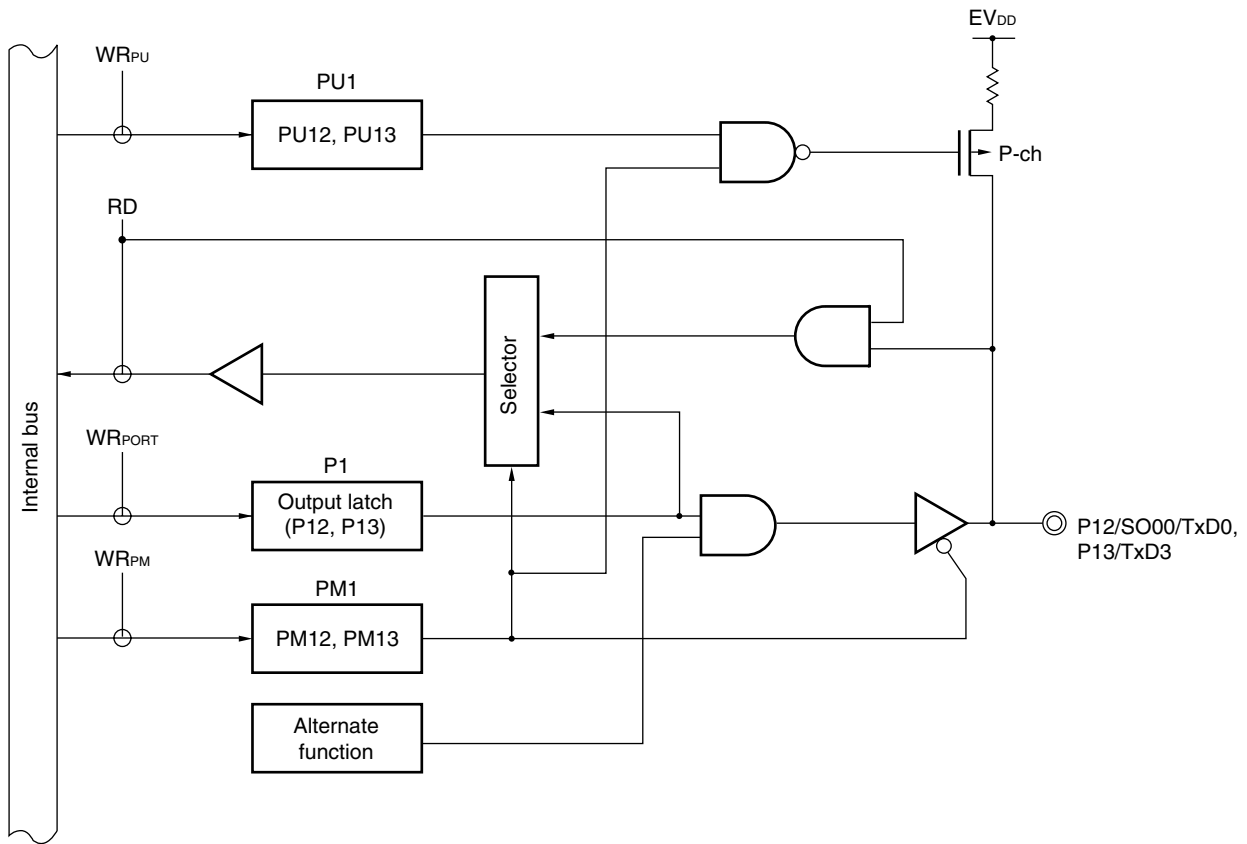 EVDD
WRPU
PU1
PU12, PU13
P-ch
RD
Selector
Internal bus
WRPORT
P1
Output latch
(P12, P13)
P12/SO00/TxD0,
P13/TxD3
WRPM
PM1
PM12, PM13
Alternate
function